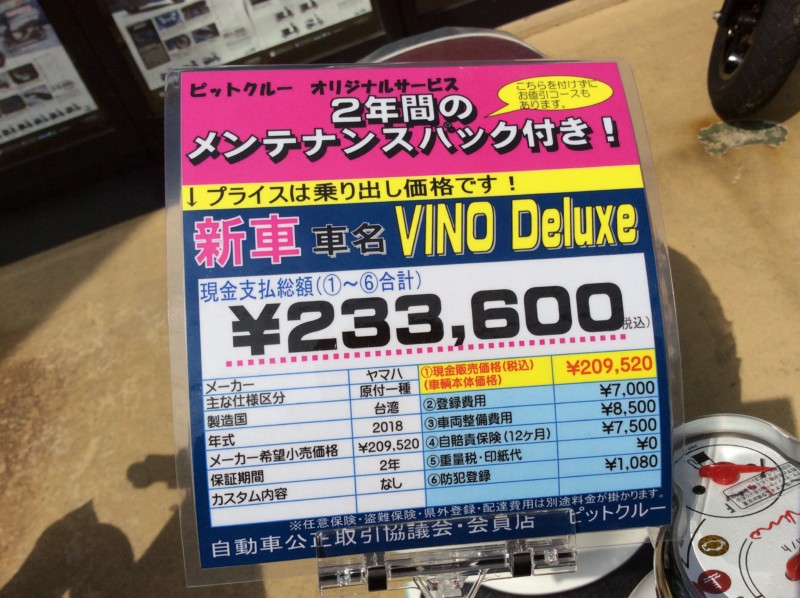 ピットクルー オリジナルサービス
2年間の
メンテナンスパック付き!
こちらを付けずに
お値引コースも
あります。
↓プライスは乗り出し価格です!
新車 車名 VINO Deluxe
現金支払総額(①~⑥合計)
¥233,600(税込)
メーカー ヤマハ
主な仕様区分 原付一種
製造国 台湾
年式 2018
メーカー希望小売価格 ¥209,520
保証期間 2年
カスタム内容 なし
①現金販売価格(税込)
(車輌本体価格) ¥209,520
②登録費用 ¥7,000
③車両整備費用 ¥8,500
④自賠責保険(12ヶ月) ¥7,500
⑤重量税・印紙代 ¥0
⑥防犯登録 ¥1,080
※任意保険・盗難保険・県外登録・配達費用は別途料金が掛かります。
自動車公正取引協議会・会員店 ピットクルー